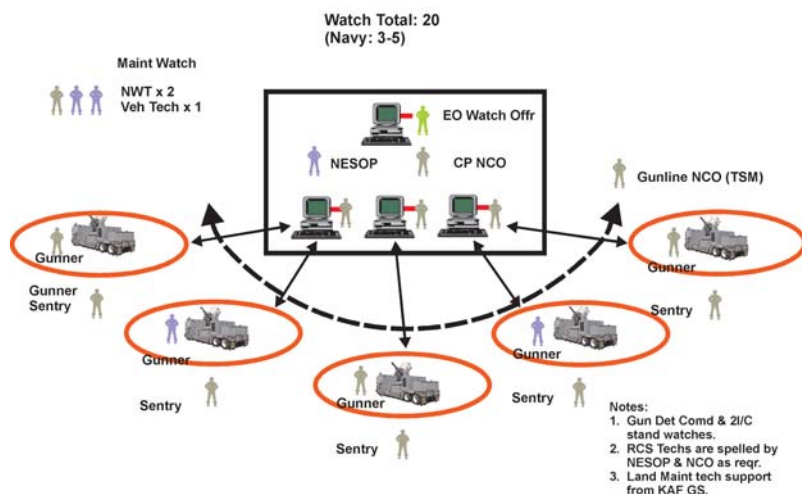 Watch Total: 20
(Navy: 3-5)
Maint Watch
NWT x 2
Veh Tech x 1
EO Watch Offr
NESOP
CP NCO
Gunline NCO (TSM)
Gunner
Gunner
Sentry
Gunner
Sentry
Gunner
Sentry
Gunner
Sentry
Gunner
Sentry
Notes:
1. Gun Det Comd & 2I/C
stand watches.
2. RCS Techs are spelled by
NESOP & NCO as reqr.
3. Land Maint tech support
from KAF GS.